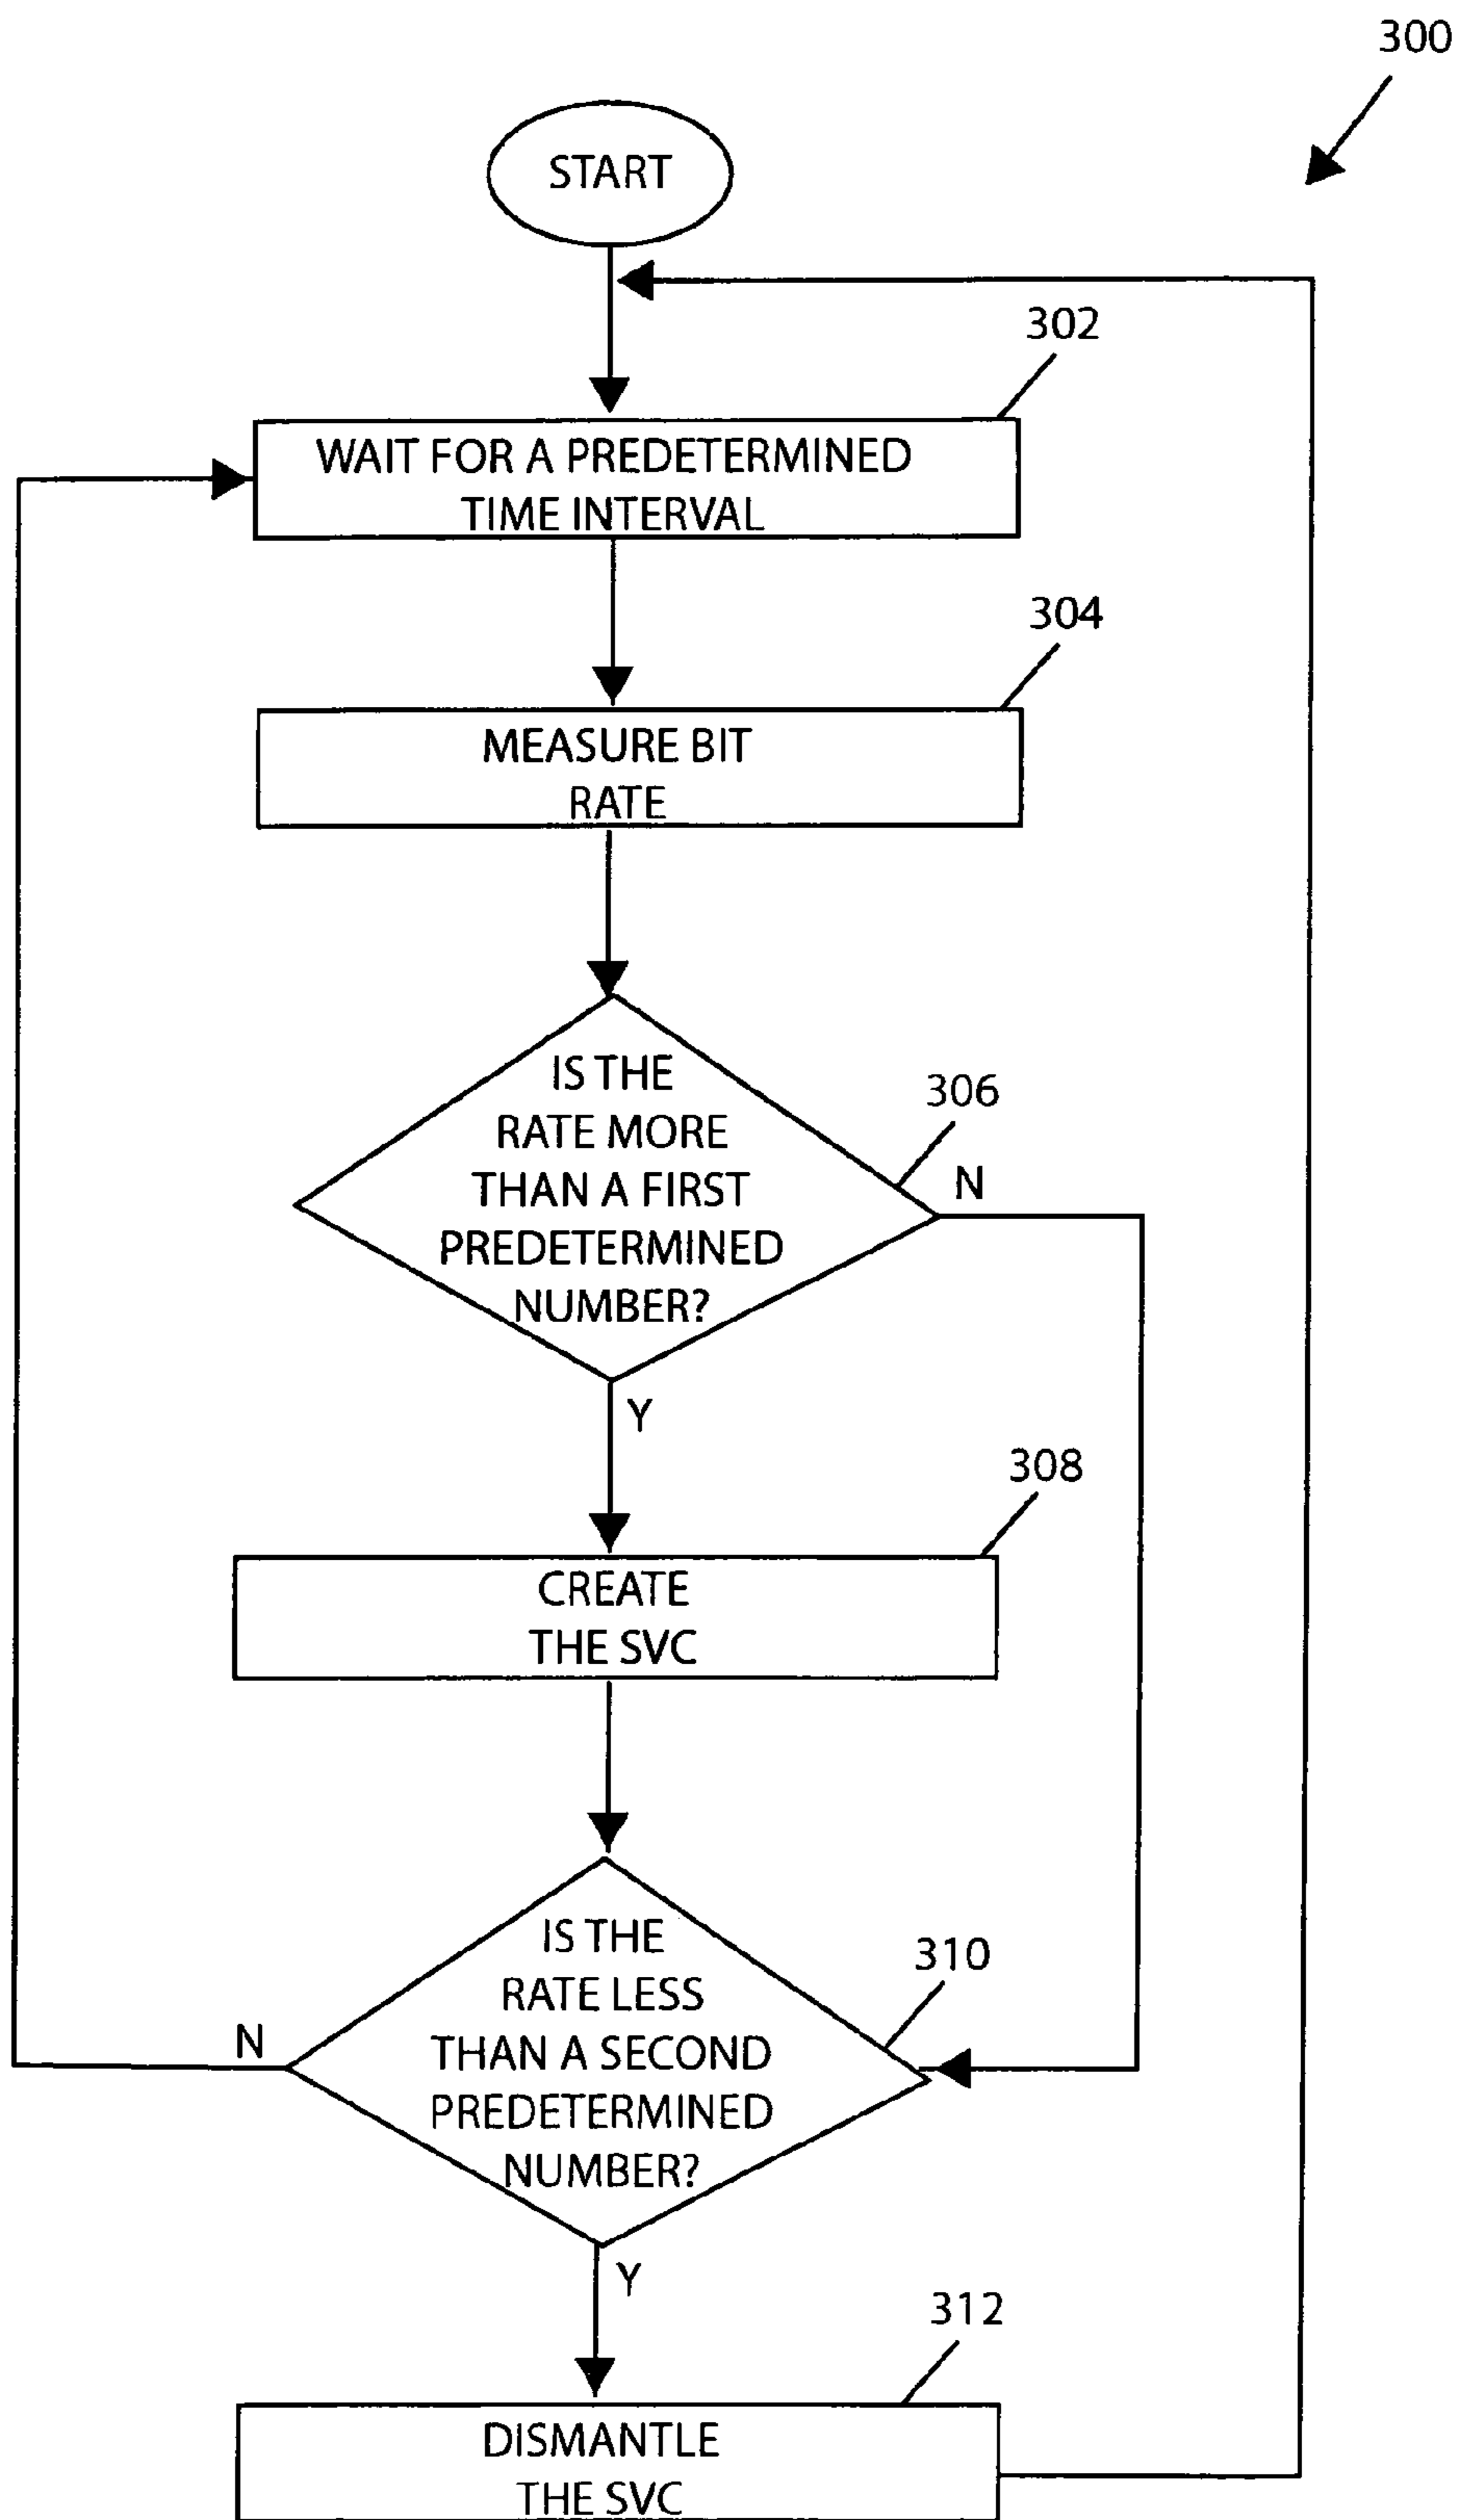 300
START
302
WAIT FOR A PREDETERMINED
TIME INTERVAL
304
MEASURE BIT
RATE
306
IS THE
RATE MORE
THAN A FIRST
PREDETERMINED
NUMBER?
N
Y
308
CREATE
THE SVC
310
IS THE
RATE LESS
THAN A SECOND
PREDETERMINED
NUMBER?
N
Y
312
DISMANTLE
THE SVC